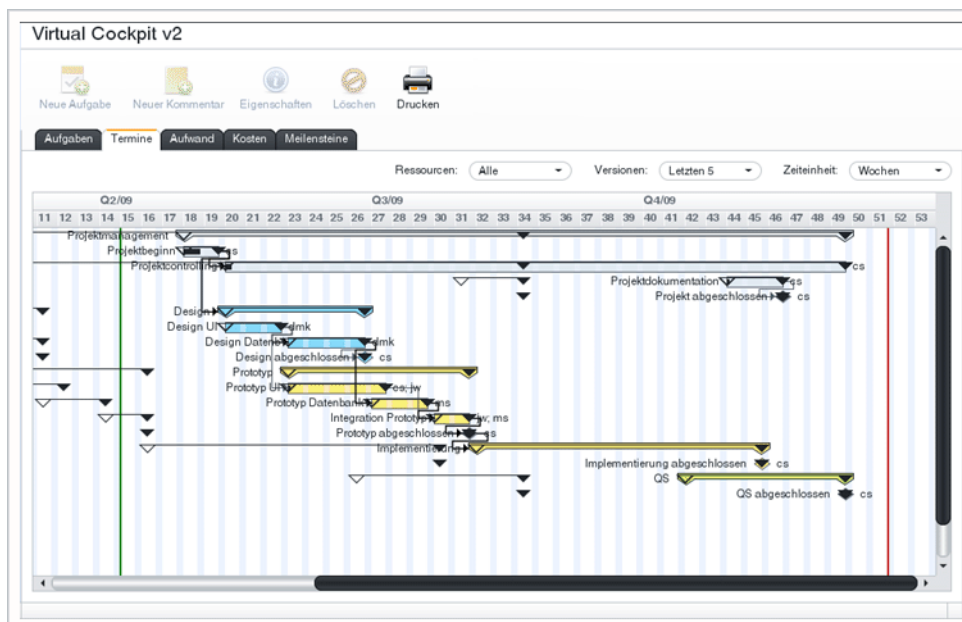 Virtual Cockpit v2
Neue Aufgabe Neuer Kommentar Eigenschaften Löschen Drucken
Aufgaben Termine Aufwand Kosten Meilensteine
Ressourcen: Alle Versionen: Letzten 5 Zeiteinheit: Wochen
Q2/09 Q3/09 Q4/09
11 12 13 14 15 16 17 18 19 20 21 22 23 24 25 26 27 28 29 30 31 32 34 35 36 37 38 39 40 41 42 43 44 45 46 47 48 49 50 51 52 53
Projektmanagement
Projektbeginn cs
Projektcontrolling cs
Projektdokumentation cs
Projekt abgeschlossen cs
Design
Design UI dmk
Design Datenb dmk
Design abgeschlossen cs
Prototyp
Prototyp UI cs; jw
Prototyp Datenbank ms
Integration Prototyp jw; ms
Prototyp abgeschlossen cs
Implementierung
Implementierung abgeschlossen cs
QS
QS abgeschlossen cs